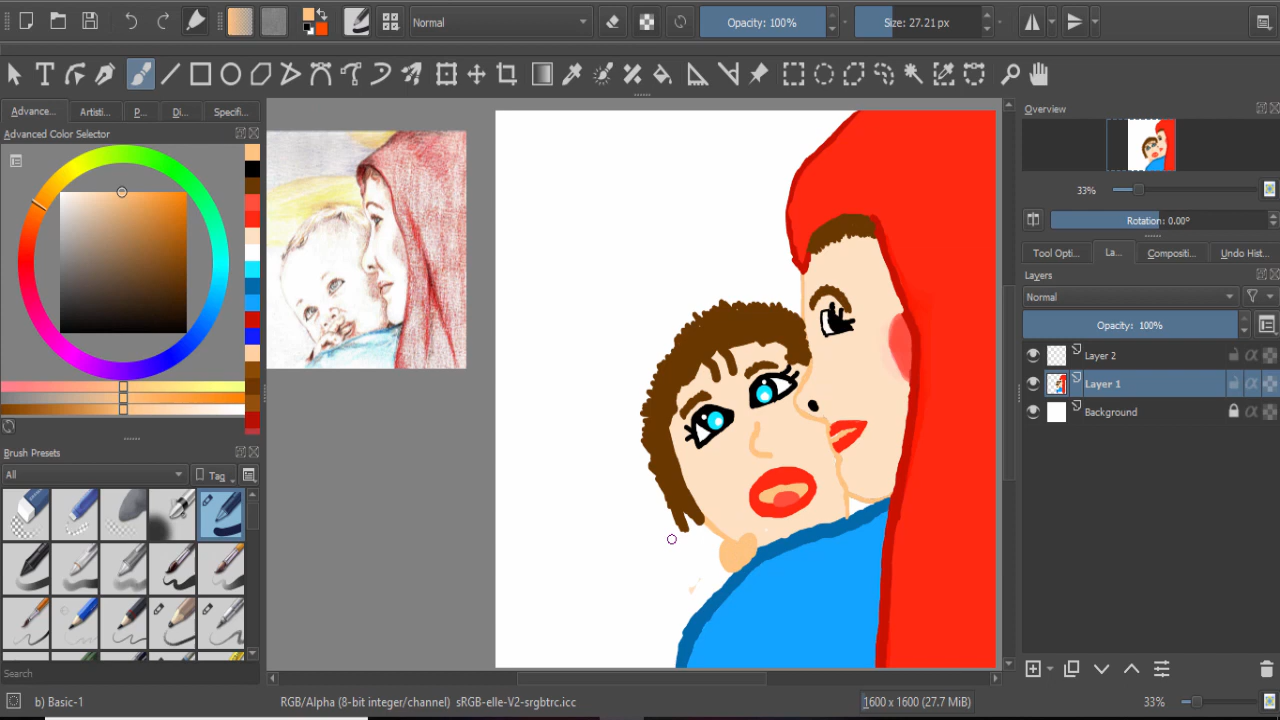 Normal
Opacity: 100%
Size: 27.21 px
Advance...
Artisti...
P...
Di...
Specifi...
Advanced Color Selector
Overview
33%
Rotation: 0.00°
Tool Opti...
La...
Compositi...
Undo Hist...
Layers
Normal
Opacity: 100%
Layer 2
Layer 1
Background
Brush Presets
All
Tag
Search
b) Basic-1
RGB/Alpha (8-bit integer/channel) sRGB-elle-V2-srgbtrc.icc
1600 x 1600 (27.7 MiB)
33%